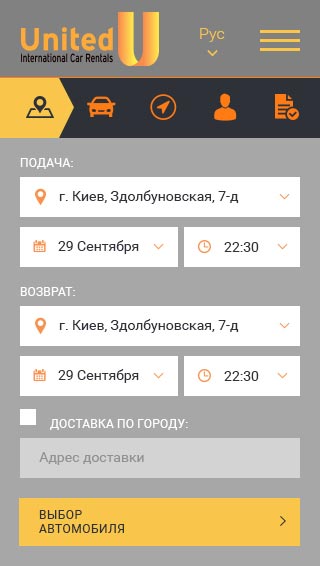 United
International Car Rentals
Рус
ПОДАЧА:
г. Киев, Здолбуновская, 7-д
29 Сентября
22:30
ВОЗВРАТ:
г. Киев, Здолбуновская, 7-д
29 Сентября
22:30
ДОСТАВКА ПО ГОРОДУ:
Адрес доставки
ВЫБОР
АВТОМОБИЛЯ